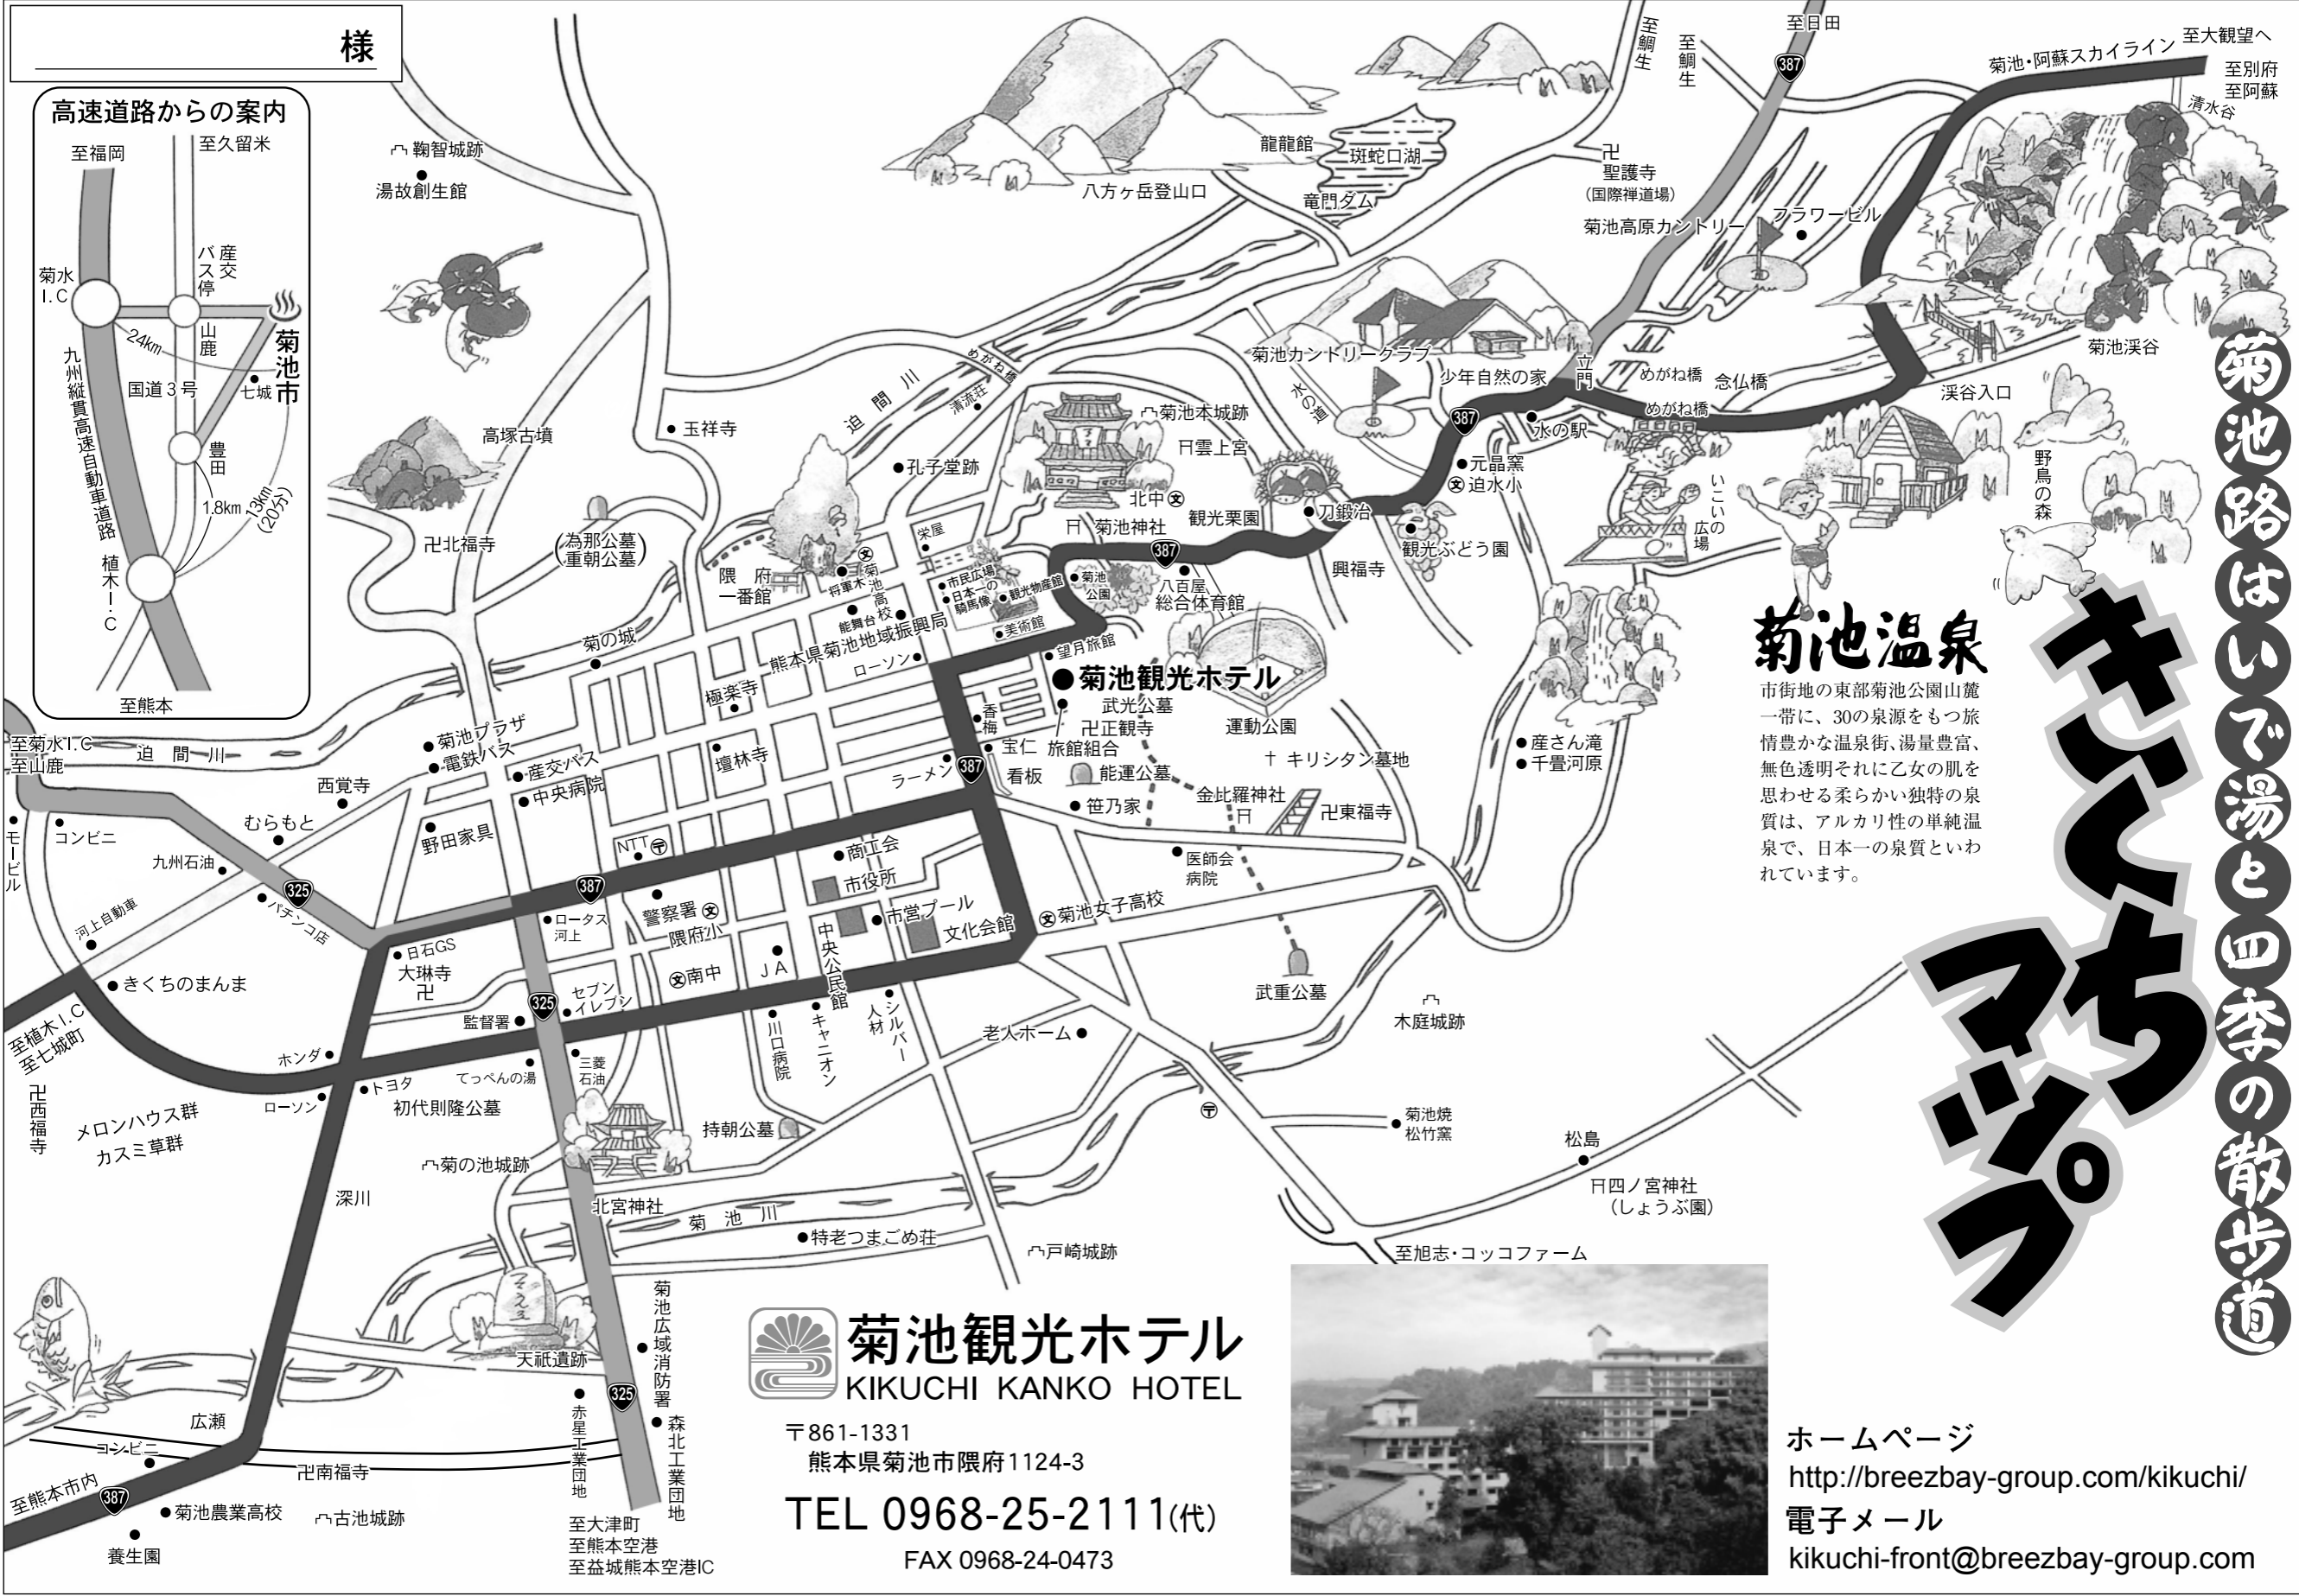 様
高速道路からの案内
至福岡
至久留米
菊水
I.C
産交
バス停
山鹿
菊池市
24km
七城
国道3号
九州縦貫高速自動車道路
豊田
1.8km
13km
(20分)
植木I.C
至熊本
鞠智城跡
湯故創生館
八方ヶ岳登山口
龍龍館
斑蛇口湖
竜門ダム
至鯛生
至鯛生
至日田
387
菊池・阿蘇スカイライン
至大観望へ
至別府
至阿蘇
清水谷
卍
聖護寺
(国際禅道場)
菊池高原カントリー
フラワービル
菊池渓谷
渓谷入口
菊池カントリークラブ
少年自然の家
立門
めがね橋
念仏橋
めがね橋
水の駅
水の道
387
元晶窯
文迫水小
いこいの広場
野鳥の森
高塚古墳
玉祥寺
迫間川
めがね橋
清流荘
孔子堂跡
菊池本城跡
雲上宮
北中文
菊池神社
観光栗園
刀鍛冶
観光ぶどう園
興福寺
387
八百屋
総合体育館
卍北福寺
(為那公墓
重朝公墓)
隈府
一番館
将軍木
文菊池高校
能舞台
栄屋
市民広場
日本一の
騎馬像
観光物産館
美術館
菊池
公園
望月旅館
熊本県菊池地域振興局
ローソン
菊の城
極楽寺
菊池観光ホテル
武光公墓
卍正観寺
旅館組合
香梅
宝仁
看板
能運公墓
笹乃家
ラーメン
387
運動公園
キリシタン墓地
金比羅神社
卍東福寺
産さん滝
千畳河原
至菊水I.C
至山鹿
迫間川
菊池プラザ
電鉄バス
産交バス
中央病院
壇林寺
西覚寺
むらもと
野田家具
コンビニ
モービル
九州石油
325
パチンコ店
河上自動車
NTT〒
387
商工会
市役所
市営プール
文化会館
中央公民館
警察署文
隈府小
ロータス
河上
文南中
JA
医師会
病院
文菊池女子高校
武重公墓
木庭城跡
日石GS
大琳寺
卍
きくちのまんま
至植木I.C
至七城町
卍西福寺
監督署
325
セブン
イレブン
ホンダ
トヨタ
ローソン
てっぺんの湯
三菱
石油
初代則隆公墓
川口病院
キャニオン
シルバー
人材
老人ホーム
メロンハウス群
カスミ草群
持朝公墓
菊の池城跡
北宮神社
深川
菊池川
特老つまごめ荘
戸崎城跡
〒
菊池焼
松竹窯
松島
四ノ宮神社
(しょうぶ園)
至旭志・コッコファーム
天祇遺跡
菊池広域消防署
325
赤星工業団地
森北工業団地
広瀬
コンビニ
卍南福寺
至熊本市内
387
菊池農業高校
古池城跡
養生園
至大津町
至熊本空港
至益城熊本空港IC
菊池温泉
市街地の東部菊池公園山麓
一帯に、30の泉源をもつ旅
情豊かな温泉街、湯量豊富、
無色透明それに乙女の肌を
思わせる柔らかい独特の泉
質は、アルカリ性の単純温
泉で、日本一の泉質といわ
れています。
きくち
マップ
菊池路はいで湯と四季の散歩道
菊池観光ホテル
KIKUCHI KANKO HOTEL
〒861-1331
熊本県菊池市隈府1124-3
TEL 0968-25-2111(代)
FAX 0968-24-0473
ホームページ
http://breezbay-group.com/kikuchi/
電子メール
kikuchi-front@breezbay-group.com